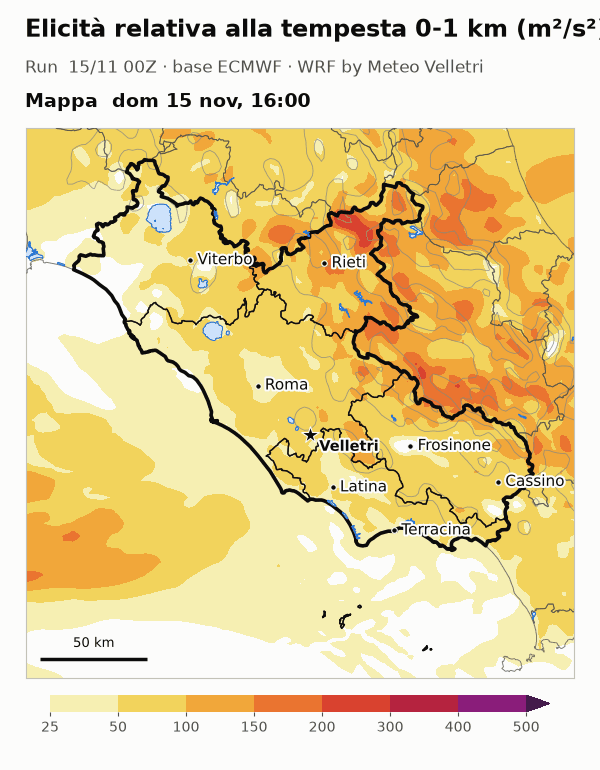 Elicità relativa alla tempesta 0-1 km (m²/s²)
Run 15/11 00Z · base ECMWF · WRF by Meteo Velletri
Mappa dom 15 nov, 16:00
Viterbo
Rieti
Roma
Velletri
Frosinone
Latina
Cassino
Terracina
50 km
25 50 100 150 200 300 400 500